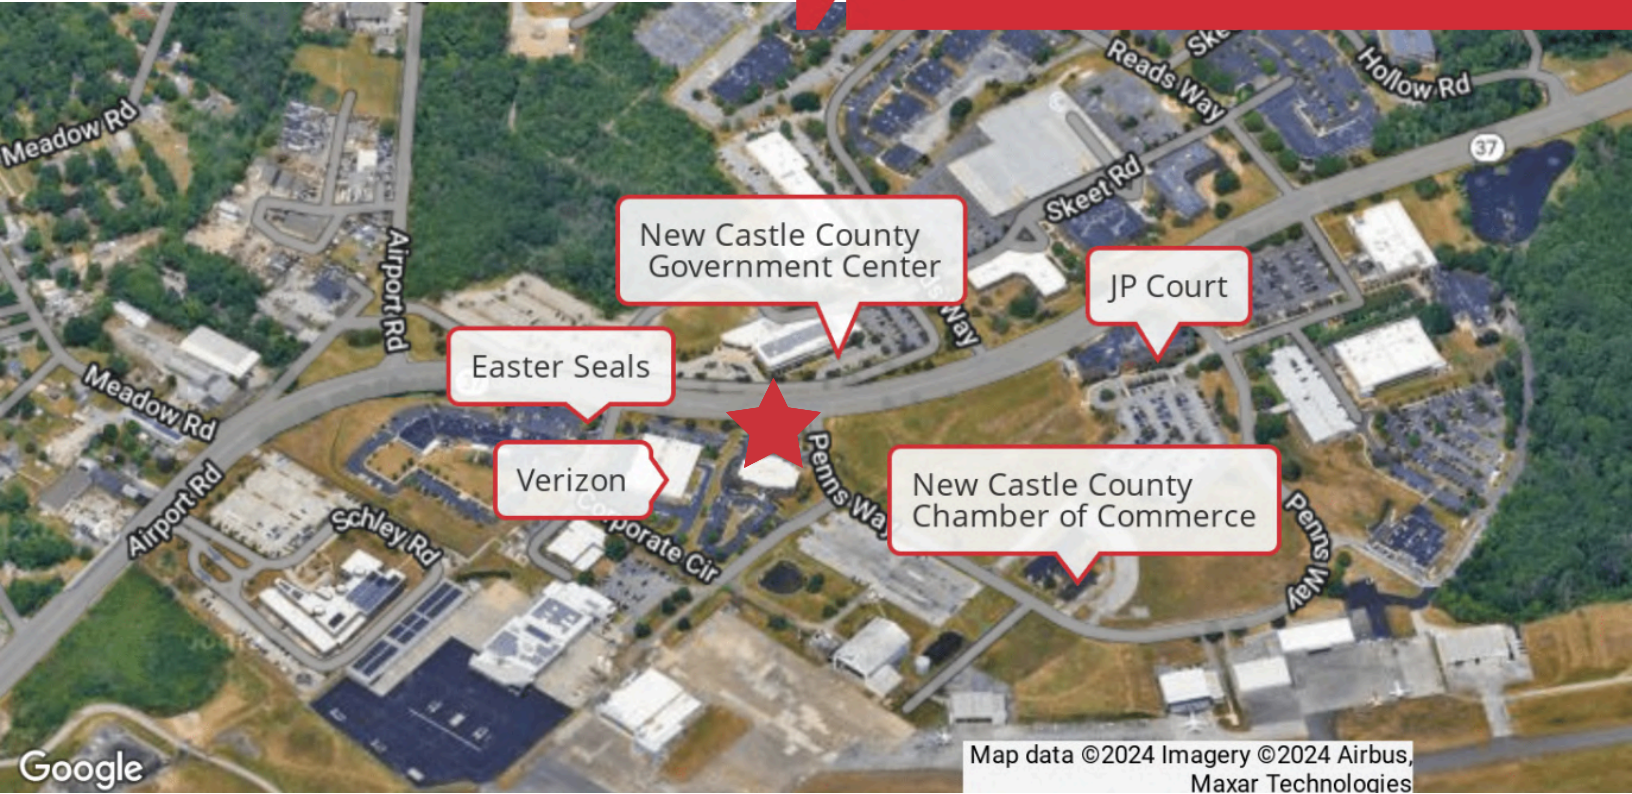 Reads Way
Hollow Rd
Meadow Rd
37
Skeet Rd
Airport Rd
New Castle County
Government Center
Way
JP Court
Easter Seals
Meadow Rd
Verizon
Penns Way
New Castle County
Chamber of Commerce
Airport Rd
Schley Rd
Corporate Cir
Penns Way
Google
Map data ©2024 Imagery ©2024 Airbus,
Maxar Technologies